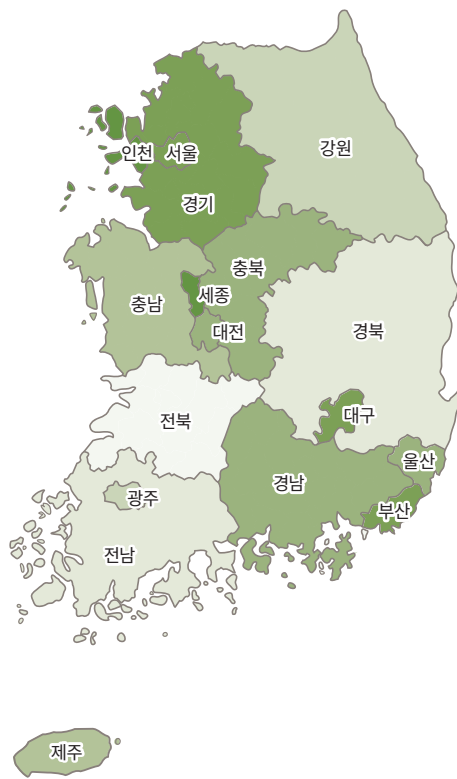 강원
인천
서울
경기
충북
세종
충남
대전
경북
대구
전북
울산
경남
광주
부산
전남
제주